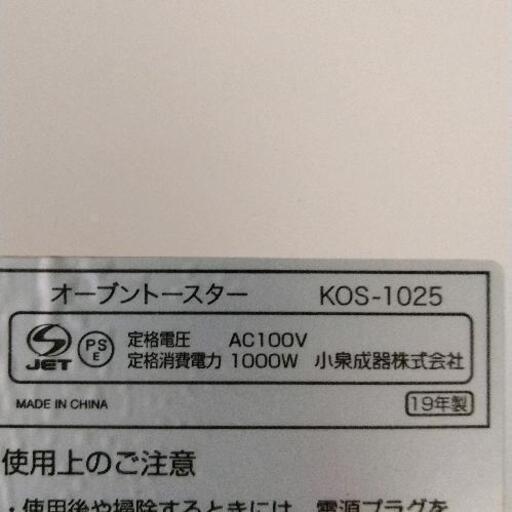 オーブントースター KOS-1025
定格電圧 AC100V
定格消費電力 1000W 小泉成器株式会社
JET
PS
E
MADE IN CHINA
19年製
使用上のご注意
・使用後や掃除するときには、電源プラグを